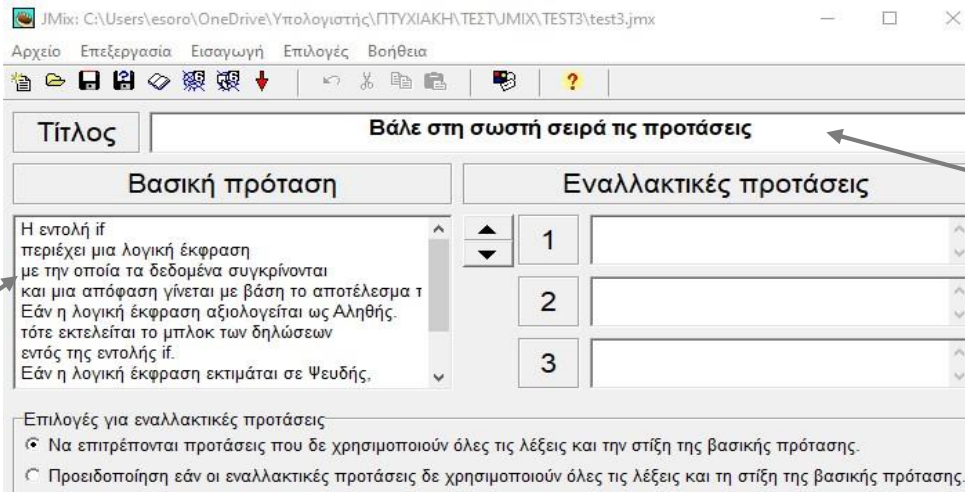 JMix: C:\Users\esoro\OneDrive\Υπολογιστής\ΠΤΥΧΙΑΚΗ\ΤΕΣΤ\JMIX\TEST3\test3.jmx
Αρχείο Επεξεργασία Εισαγωγή Επιλογές Βοήθεια
Τίτλος
Βάλε στη σωστή σειρά τις προτάσεις
Βασική πρόταση
Εναλλακτικές προτάσεις
Η εντολή if
περιέχει μια λογική έκφραση
με την οποία τα δεδομένα συγκρίνονται
και μια απόφαση γίνεται με βάση το αποτέλεσμα τ
Εάν η λογική έκφραση αξιολογείται ως Αληθής.
τότε εκτελείται το μπλοκ των δηλώσεων
εντός της εντολής if.
Εάν η λογική έκφραση εκτιμάται σε Ψευδής,
1
2
3
Επιλογές για εναλλακτικές προτάσεις
Να επιτρέπονται προτάσεις που δε χρησιμοποιούν όλες τις λέξεις και την στίξη της βασικής πρότασης.
Προειδοποίηση εάν οι εναλλακτικές προτάσεις δε χρησιμοποιούν όλες τις λέξεις και τη στίξη της βασικής πρότασης.